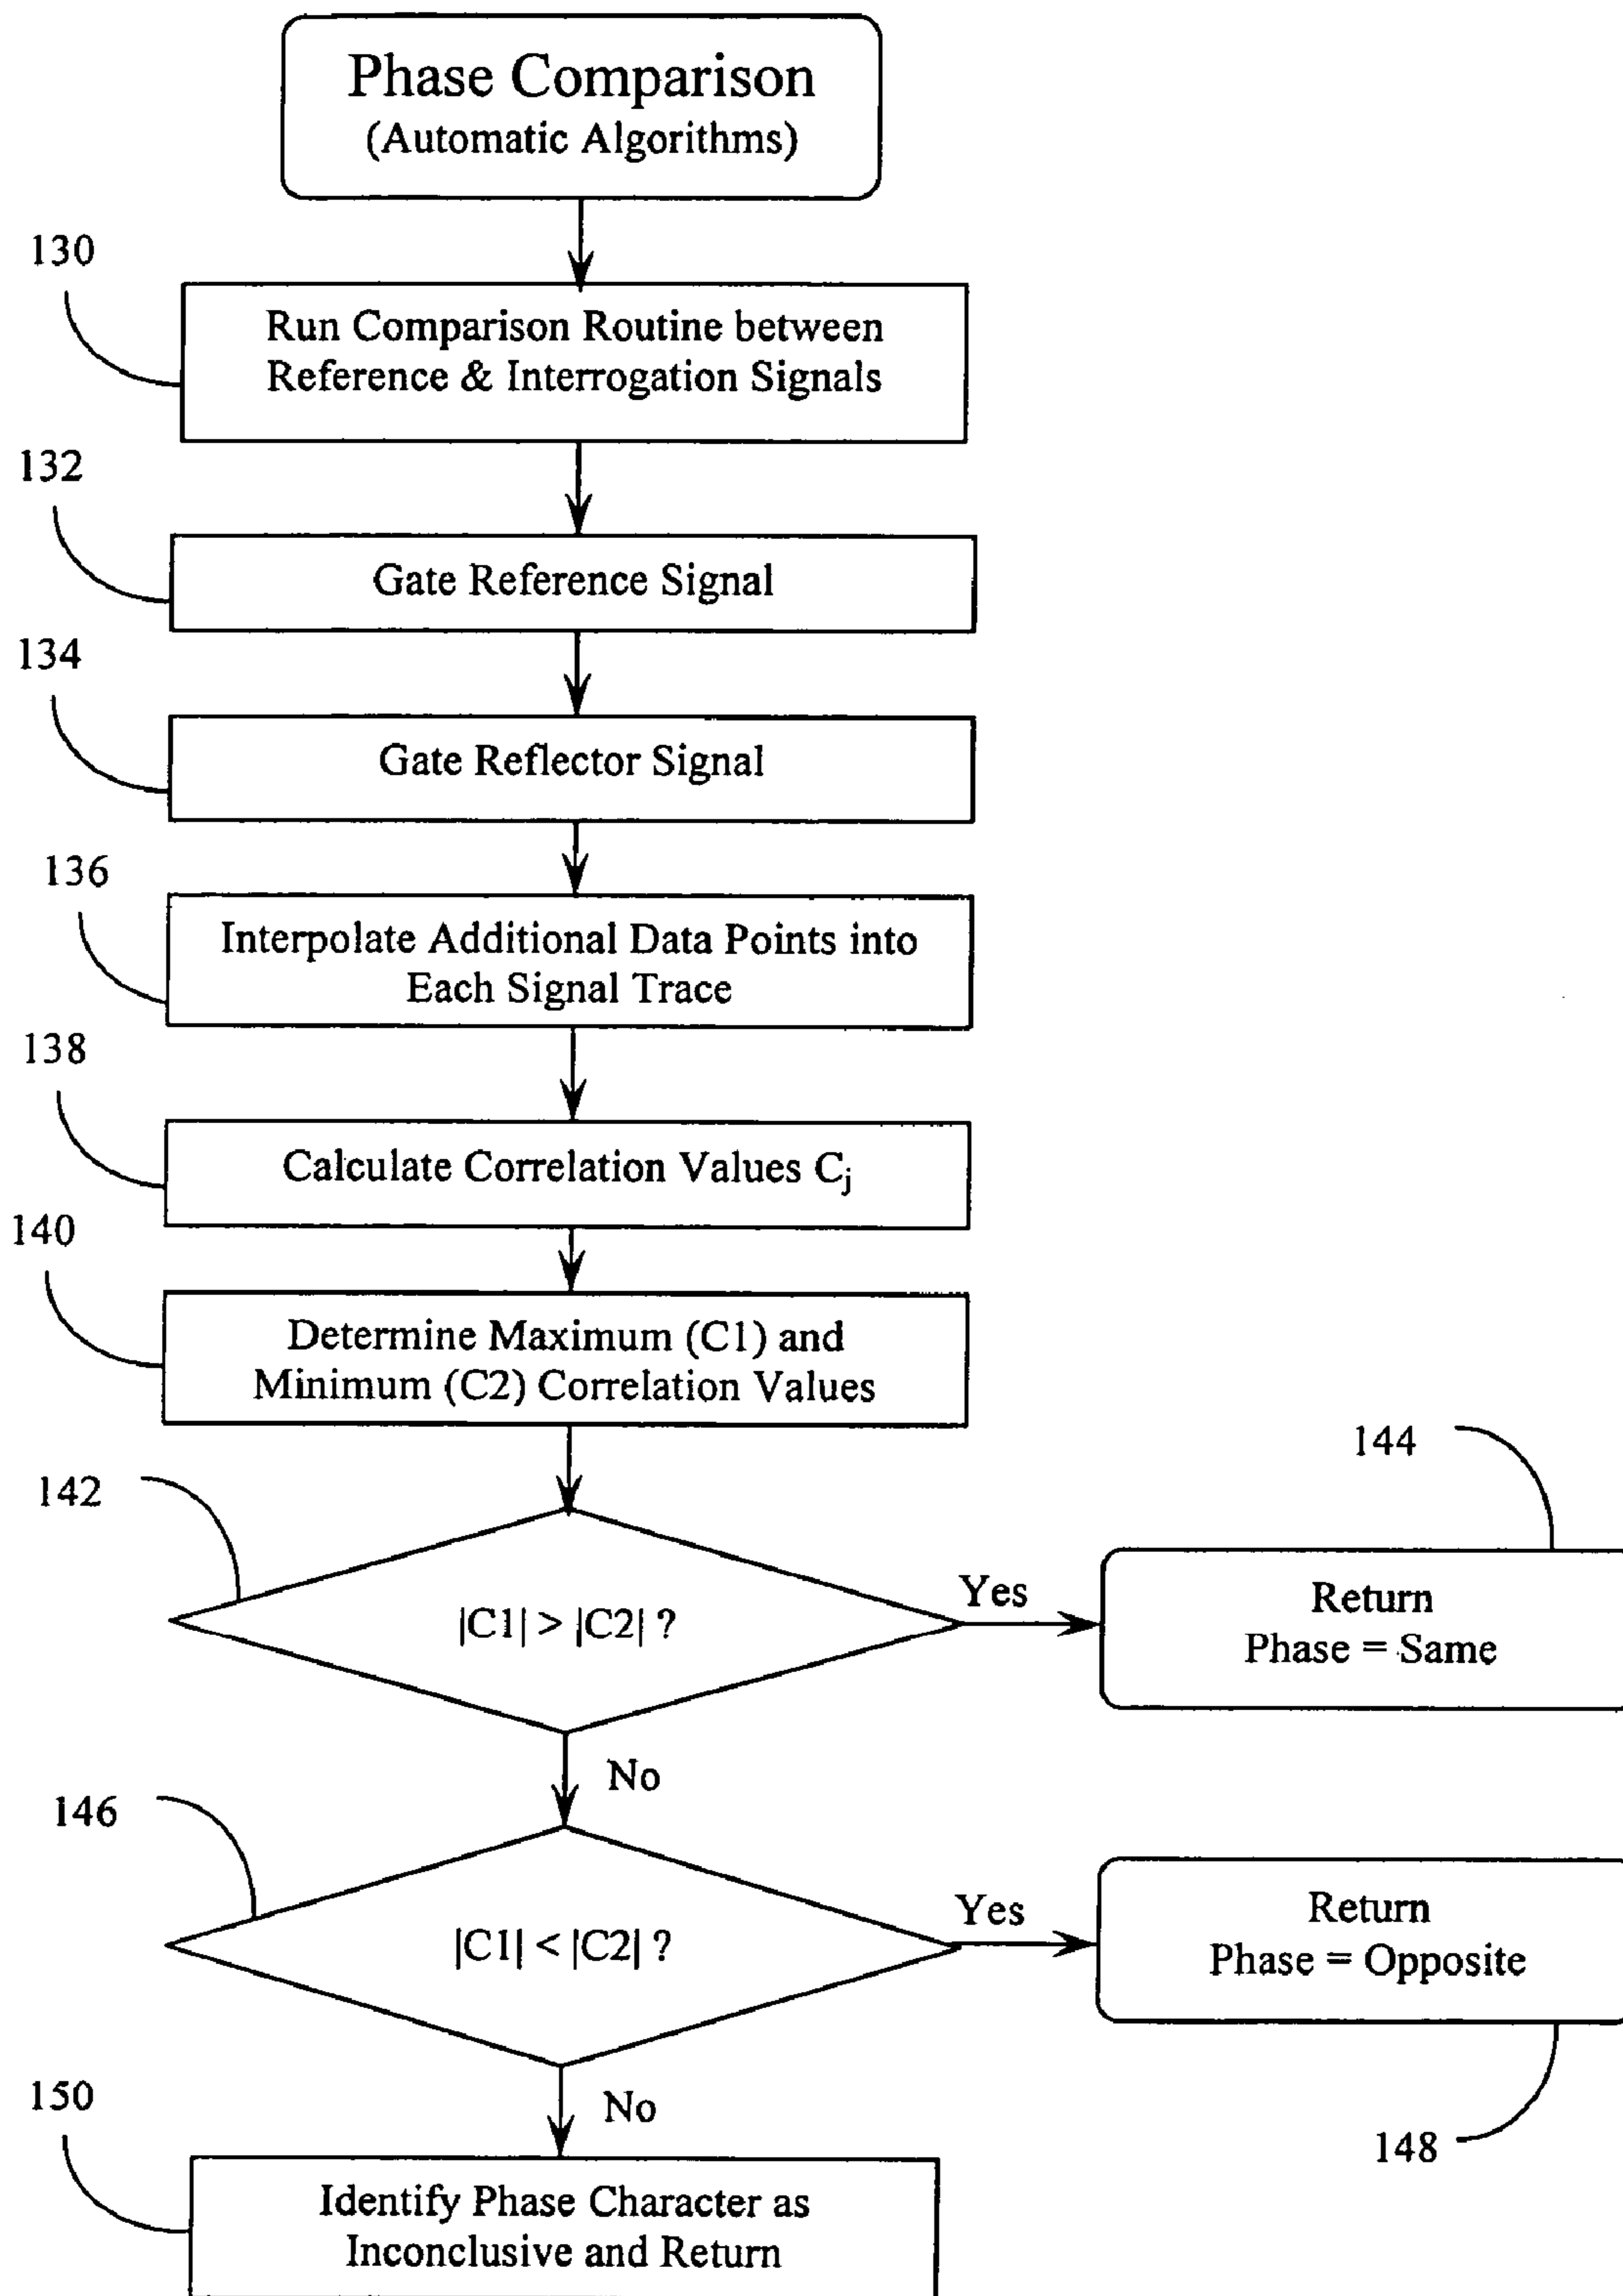 Phase Comparison
(Automatic Algorithms)
130
Run Comparison Routine between
Reference & Interrogation Signals
132
Gate Reference Signal
134
Gate Reflector Signal
136
Interpolate Additional Data Points into
Each Signal Trace
138
Calculate Correlation Values Cj
140
Determine Maximum (C1) and
Minimum (C2) Correlation Values
142
|C1| > |C2| ?
Yes
144
Return
Phase = Same
No
146
|C1| < |C2| ?
Yes
Return
Phase = Opposite
148
No
150
Identify Phase Character as
Inconclusive and Return